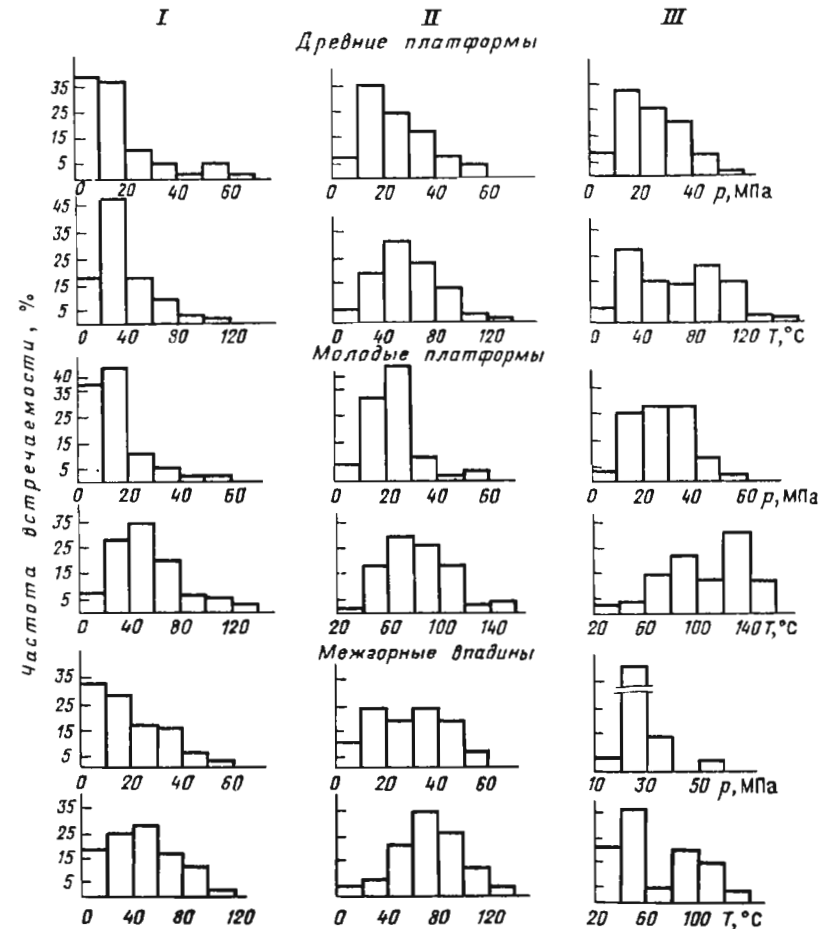 I II III
Древние платформы
35
25
15
5
0 20 40 60
20 40 60
0 20 40 p, МПа
45
35
25
15
5
0 40 80 120
0 40 80 120
0 40 80 120 T,°C
Молодые платформы
40
35
25
15
5
0 20 40 60
0 20 40 60
0 20 40 60 p, МПа
35
25
15
5
0 40 80 120
20 60 100 140
20 60 100 140 T,°C
Межгорные впадины
35
25
15
5
0 20 40 60
0 20 40 60
10 30 50 p, МПа
35
25
15
5
0 40 80 120
0 40 80 120
20 60 100 T,°C
Частота встречаемости, %